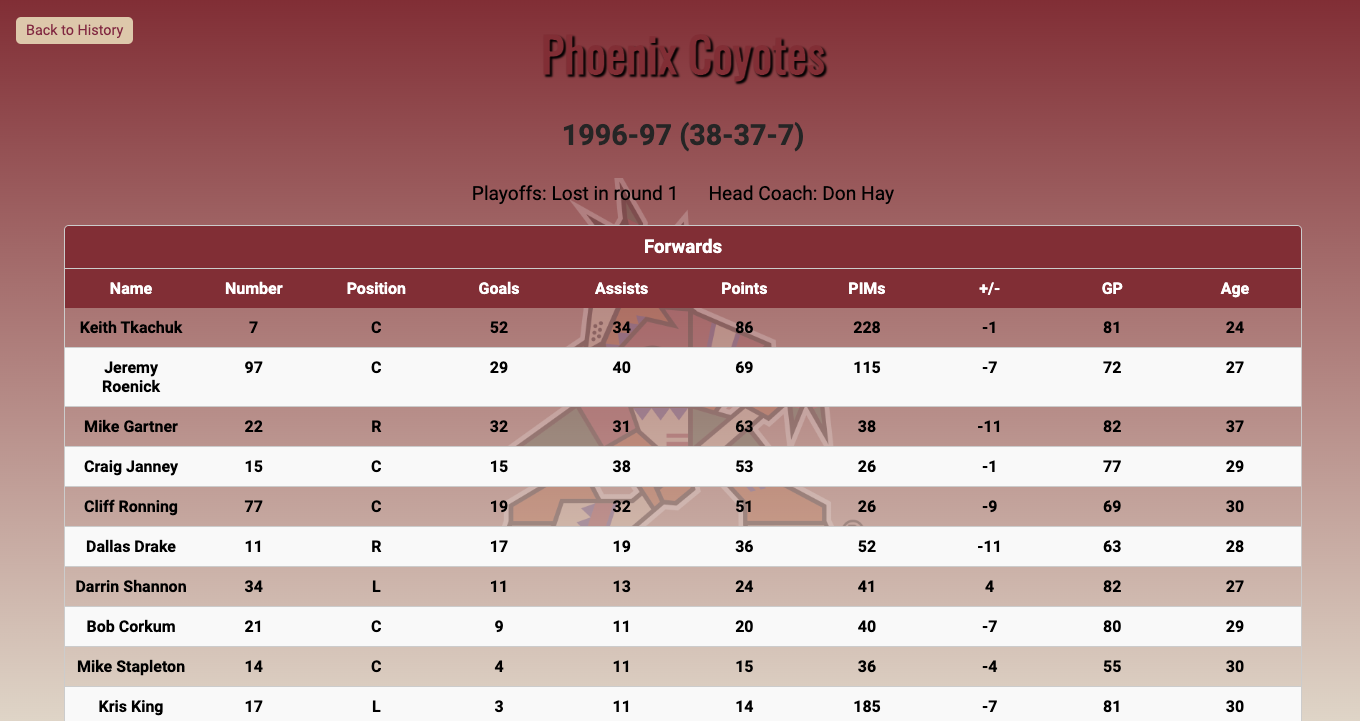 Back to History
Phoenix Coyotes
1996-97 (38-37-7)
Playoffs: Lost in round 1 Head Coach: Don Hay
Forwards
Name Number Position Goals Assists Points PIMs +/- GP Age
Keith Tkachuk 7 C 52 34 86 228 -1 81 24
Jeremy Roenick 97 C 29 40 69 115 -7 72 27
Mike Gartner 22 R 32 31 63 38 -11 82 37
Craig Janney 15 C 15 38 53 26 -1 77 29
Cliff Ronning 77 C 19 32 51 26 -9 69 30
Dallas Drake 11 R 17 19 36 52 -11 63 28
Darrin Shannon 34 L 11 13 24 41 4 82 27
Bob Corkum 21 C 9 11 20 40 -7 80 29
Mike Stapleton 14 C 4 11 15 36 -4 55 30
Kris King 17 L 3 11 14 185 -7 81 30